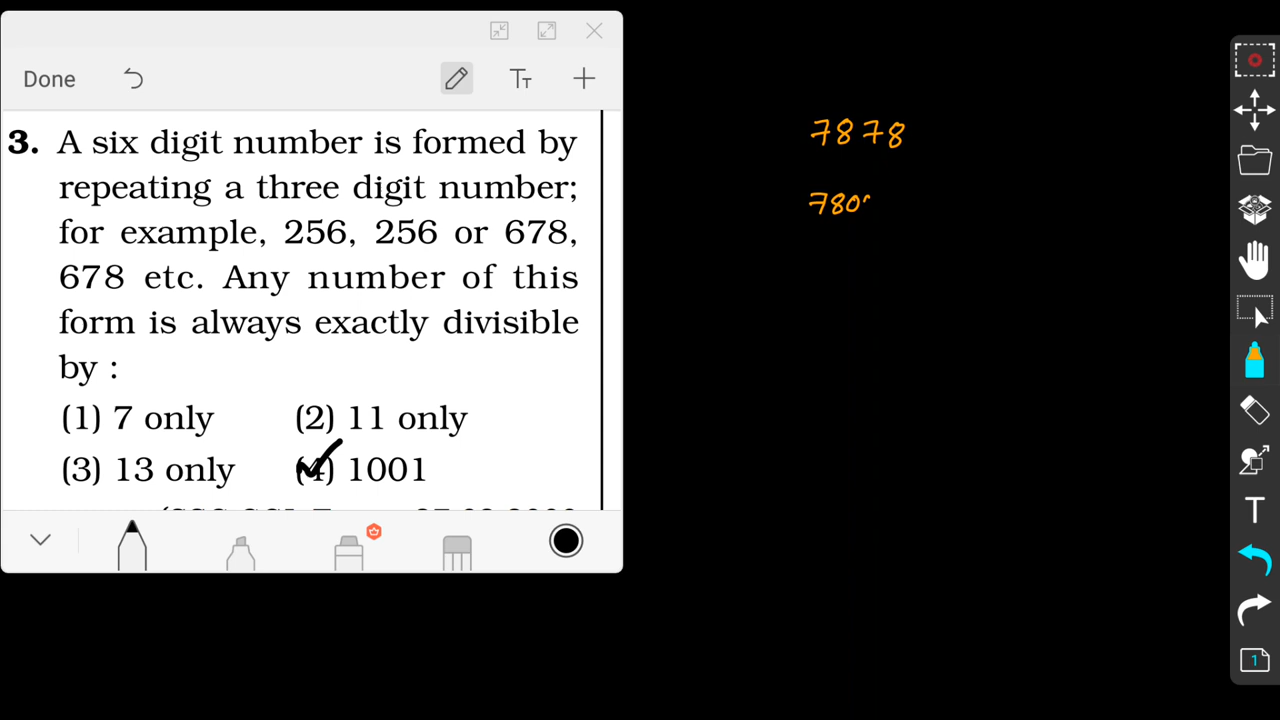 Done
Tт
3. A six digit number is formed by
repeating a three digit number;
for example, 256, 256 or 678,
678 etc. Any number of this
form is always exactly divisible
by :
(1) 7 only (2) 11 only
(3) 13 only (4) 1001
7878
780
T
1